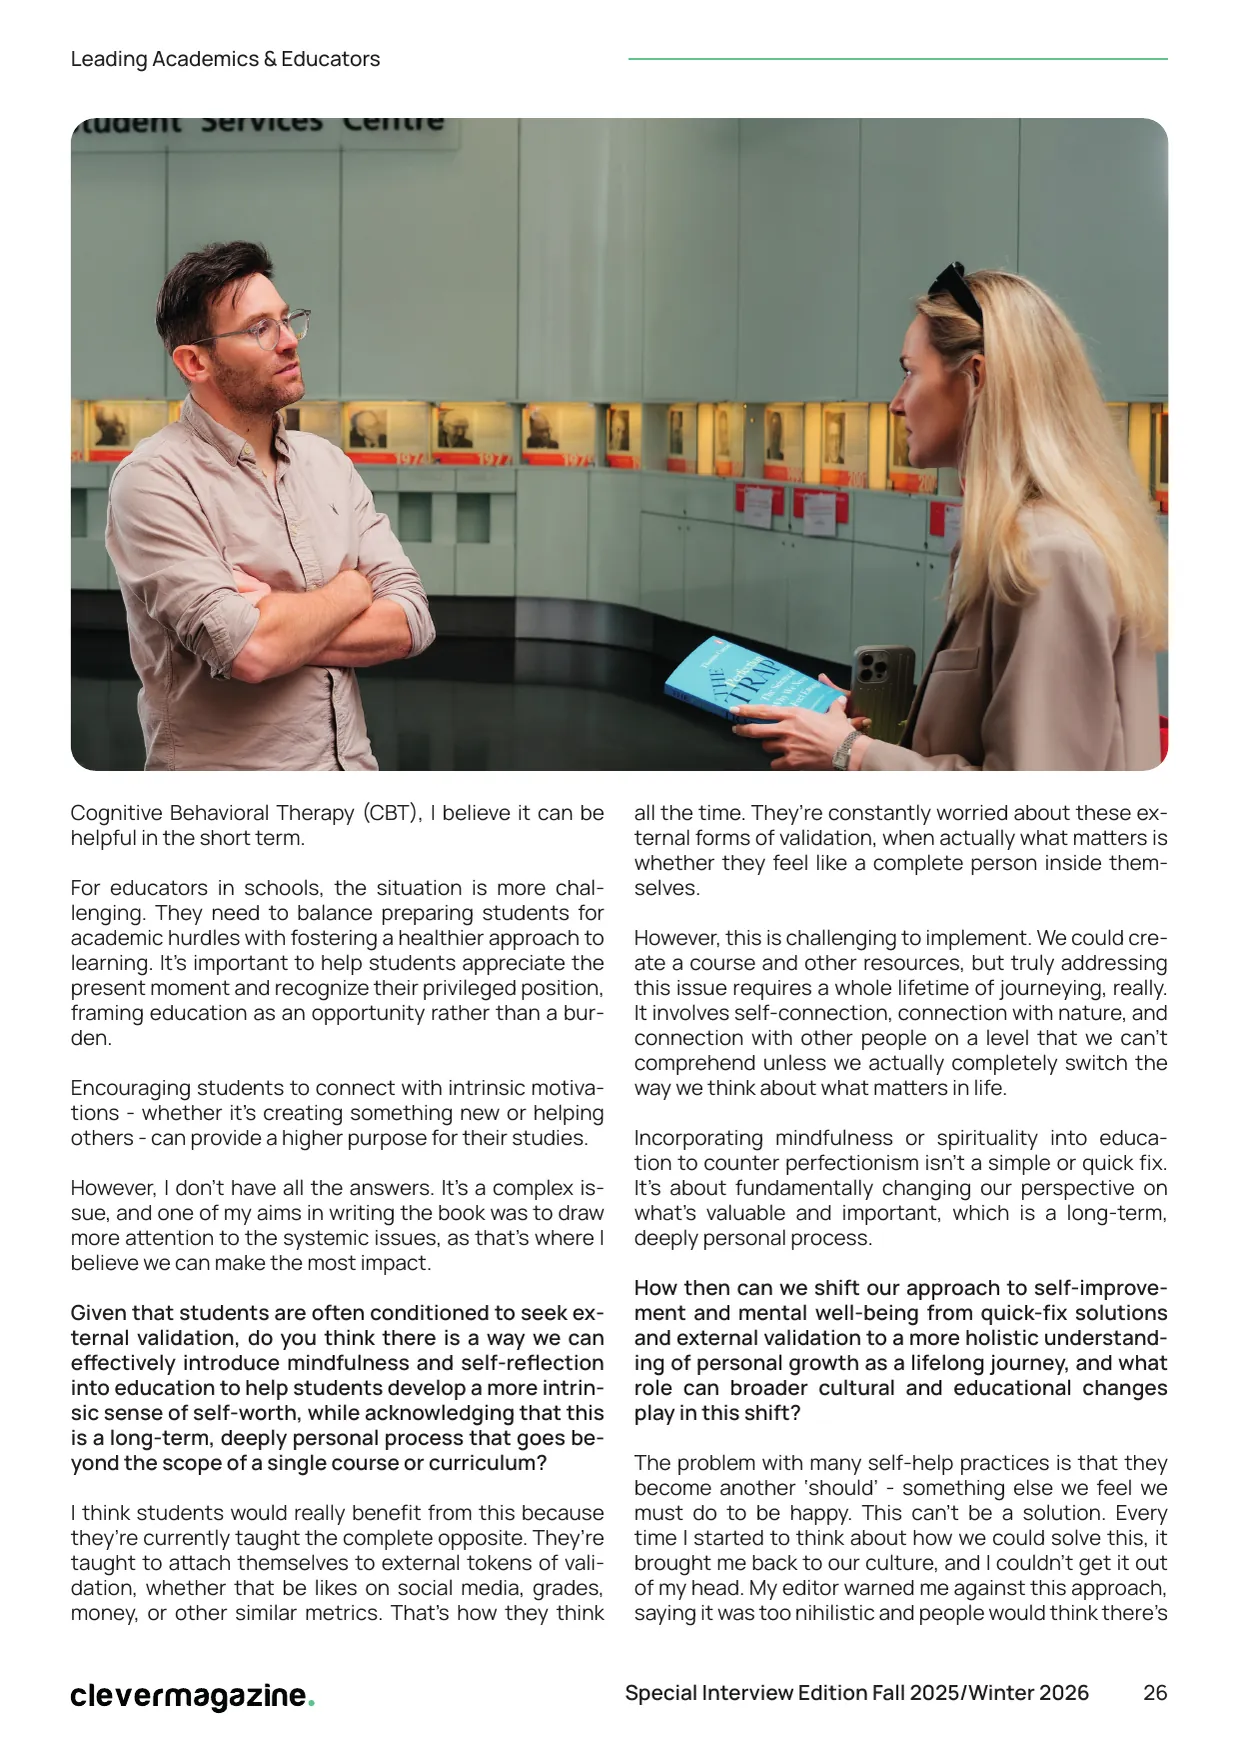 Leading Academics & Educators
Student Services Centre
1974
1977
1975
Thomas Curran
THE
Perfection
TRAP
Cognitive Behavioral Therapy (CBT), I believe it can be
helpful in the short term.
For educators in schools, the situation is more chal-
lenging. They need to balance preparing students for
academic hurdles with fostering a healthier approach to
learning. It’s important to help students appreciate the
present moment and recognize their privileged position,
framing education as an opportunity rather than a bur-
den.
Encouraging students to connect with intrinsic motiva-
tions - whether it’s creating something new or helping
others - can provide a higher purpose for their studies.
However, I don’t have all the answers. It’s a complex is-
sue, and one of my aims in writing the book was to draw
more attention to the systemic issues, as that’s where I
believe we can make the most impact.
Given that students are often conditioned to seek ex-
ternal validation, do you think there is a way we can
effectively introduce mindfulness and self-reflection
into education to help students develop a more intrin-
sic sense of self-worth, while acknowledging that this
is a long-term, deeply personal process that goes be-
yond the scope of a single course or curriculum?
I think students would really benefit from this because
they’re currently taught the complete opposite. They’re
taught to attach themselves to external tokens of vali-
dation, whether that be likes on social media, grades,
money, or other similar metrics. That’s how they think
all the time. They’re constantly worried about these ex-
ternal forms of validation, when actually what matters is
whether they feel like a complete person inside them-
selves.
However, this is challenging to implement. We could cre-
ate a course and other resources, but truly addressing
this issue requires a whole lifetime of journeying, really.
It involves self-connection, connection with nature, and
connection with other people on a level that we can’t
comprehend unless we actually completely switch the
way we think about what matters in life.
Incorporating mindfulness or spirituality into educa-
tion to counter perfectionism isn’t a simple or quick fix.
It’s about fundamentally changing our perspective on
what’s valuable and important, which is a long-term,
deeply personal process.
How then can we shift our approach to self-improve-
ment and mental well-being from quick-fix solutions
and external validation to a more holistic understand-
ing of personal growth as a lifelong journey, and what
role can broader cultural and educational changes
play in this shift?
The problem with many self-help practices is that they
become another ‘should’ - something else we feel we
must do to be happy. This can’t be a solution. Every
time I started to think about how we could solve this, it
brought me back to our culture, and I couldn’t get it out
of my head. My editor warned me against this approach,
saying it was too nihilistic and people would think there’s
clevermagazine.
Special Interview Edition Fall 2025/Winter 2026
26